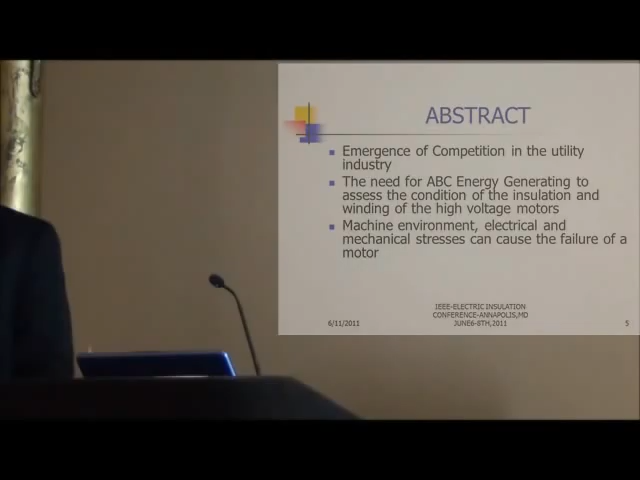 ABSTRACT
Emergence of Competition in the utility
industry
The need for ABC Energy Generating to
assess the condition of the insulation and
winding of the high voltage motors
Machine environment, electrical and
mechanical stresses can cause the failure of a
motor
IEEE-ELECTRIC INSULATION
CONFERENCE-ANNAPOLIS,MD
6/11/2011 JUNE6-8TH,2011 5